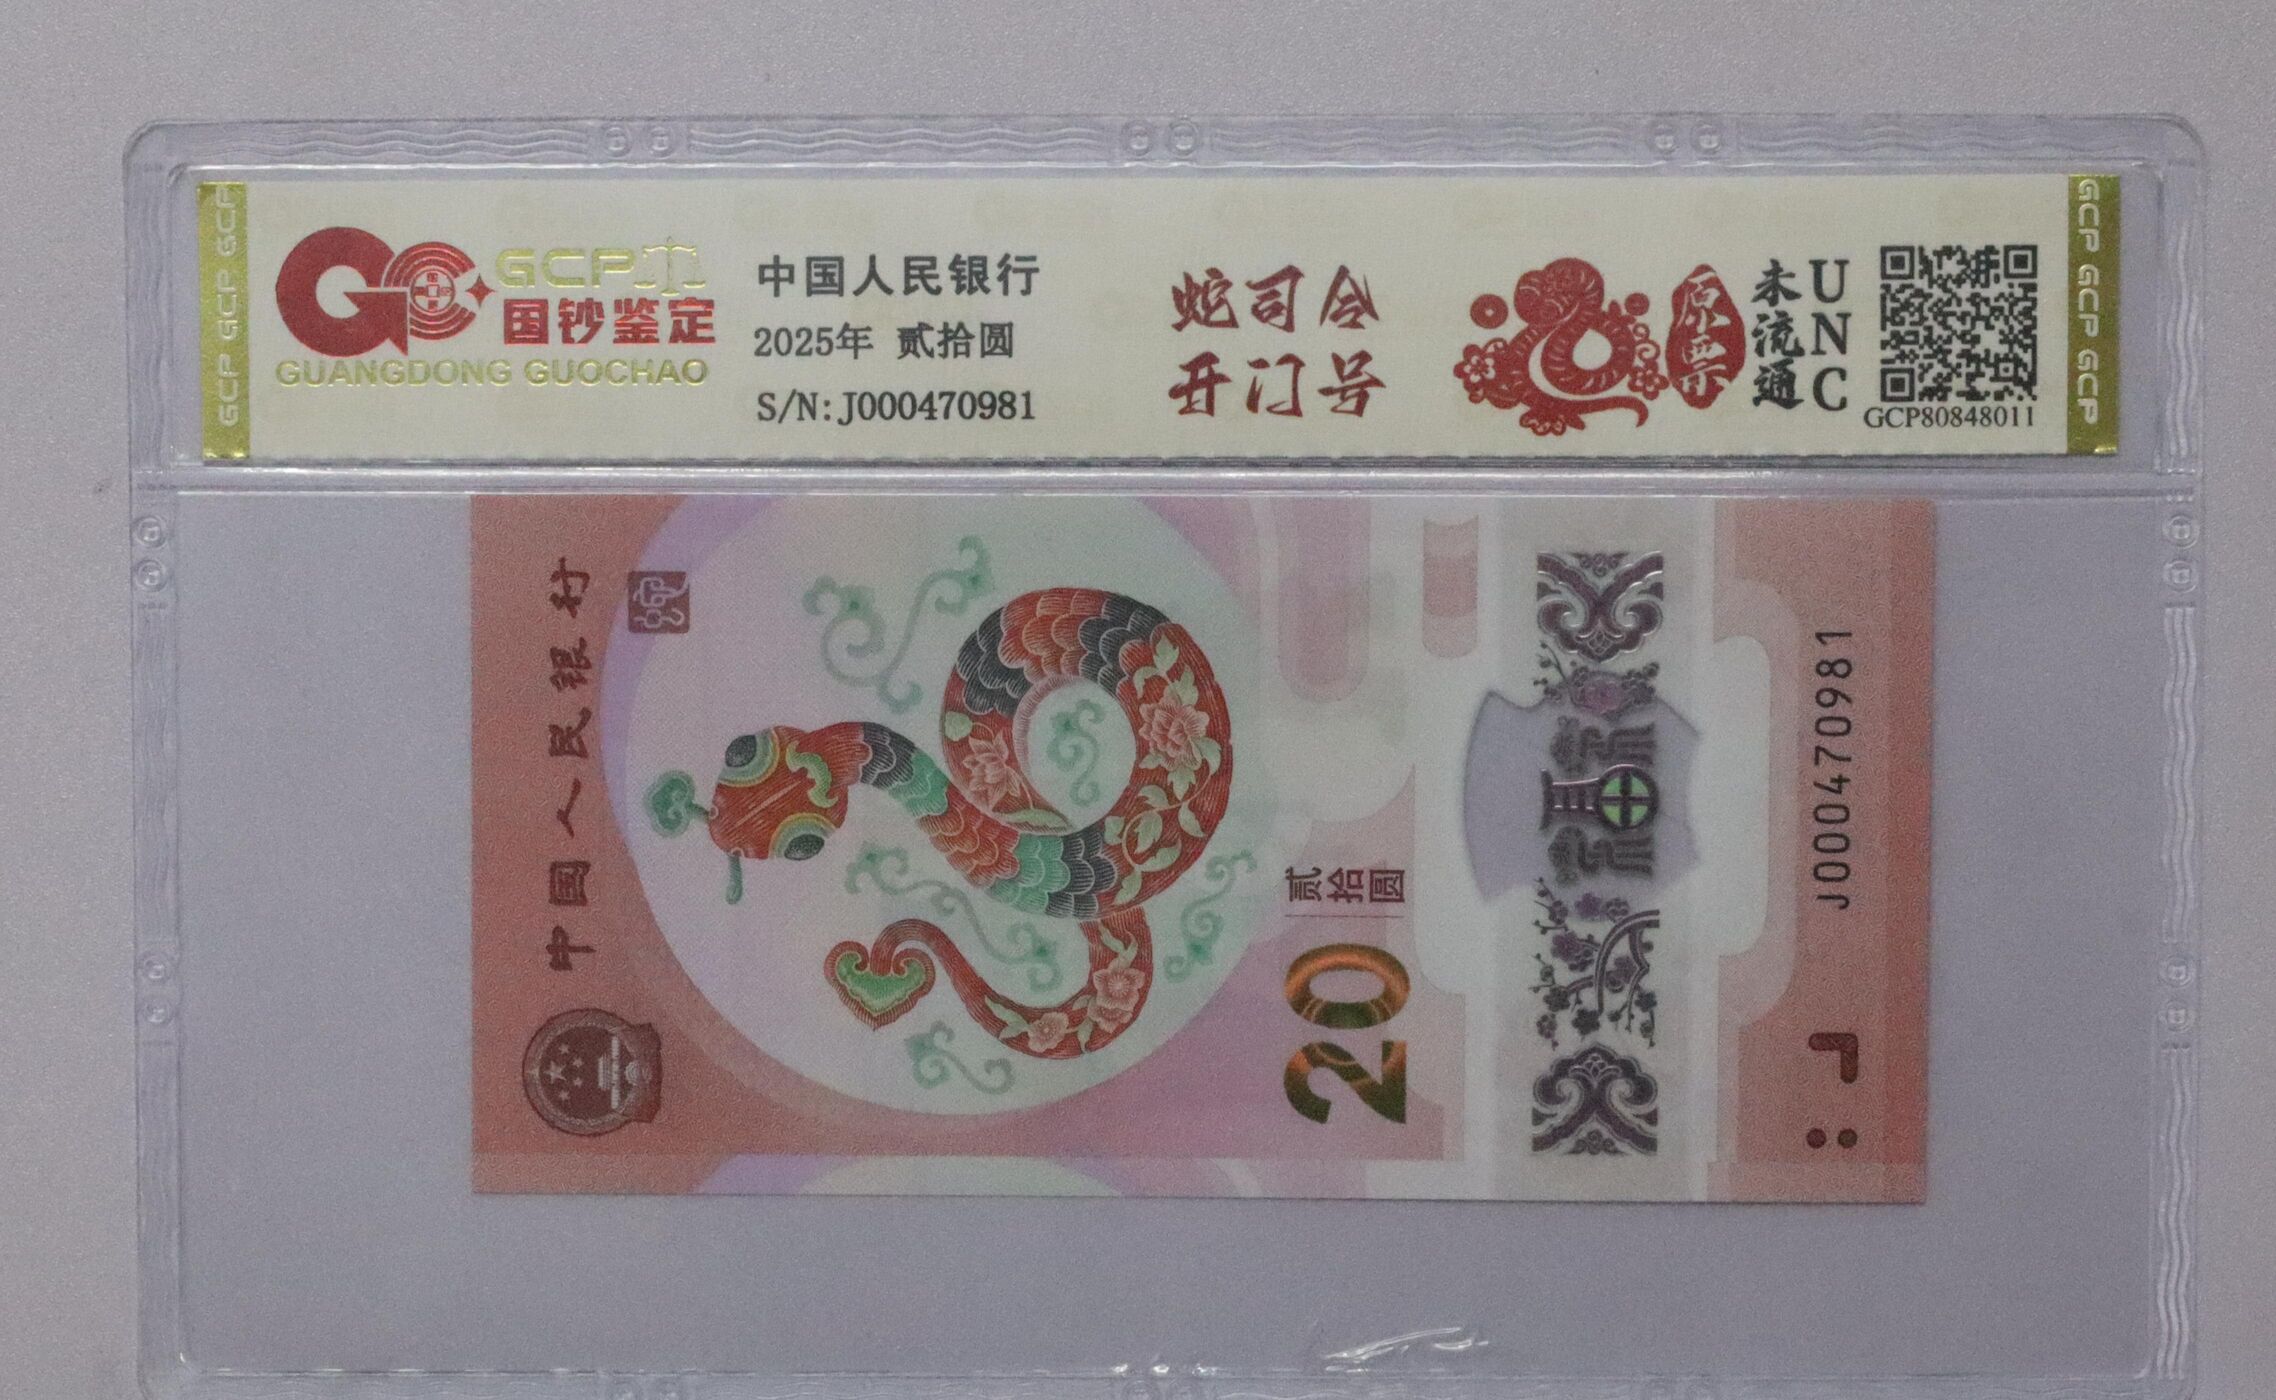 GCP GCP GCP
GCP
国钞鉴定
GUANGDONG GUOCHAO
中国人民银行
2025年 贰拾圆
S/N:J000470981
蛇司令
开门号
原票
未流通
UNC
GCP80848011
GCP GCP GCP
中国人民银行
贰拾圆
20
福
J000470981